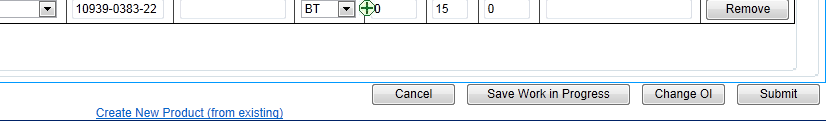 10939-0383-22 BT 0 15 0 Remove
Cancel Save Work in Progress Change OI Submit
Create New Product (from existing)